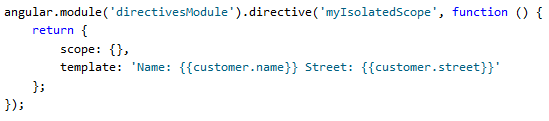 angular.module('directivesModule').directive('myIsolatedScope', function () {
    return {
        scope: {},
        template: 'Name: {{customer.name}} Street: {{customer.street}}'
    };
});